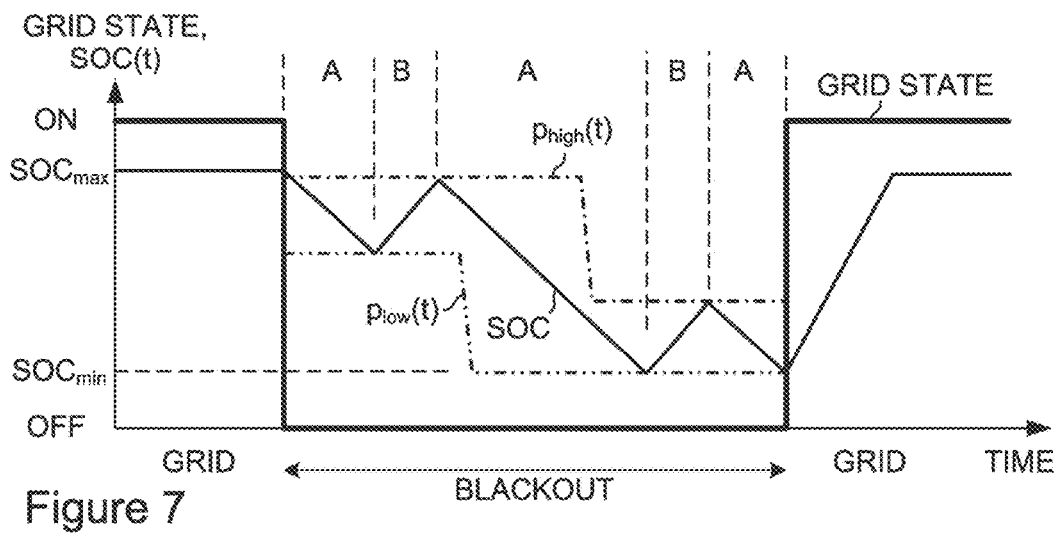 GRID STATE,
SOC(t)
A B A B A
GRID STATE
ON
phigh(t)
SOCmax
plow(t)
SOC
SOCmin
OFF
GRID GRID TIME
BLACKOUT
Figure 7